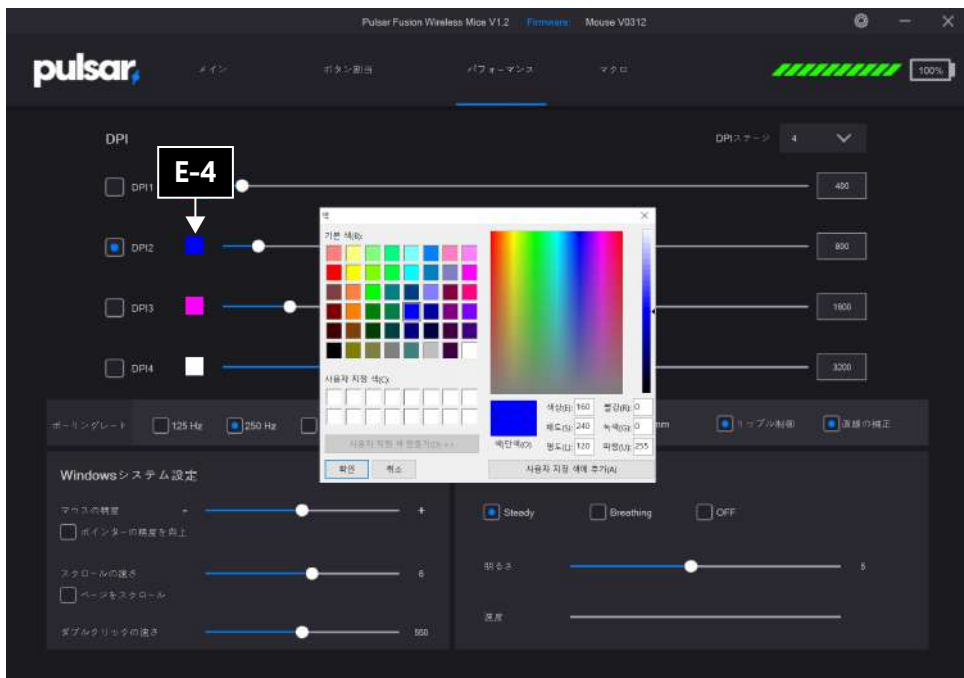 Pulsar Fusion Wireless Mice V1.2 Firmware: Mouse V0312
pulsar
メイン ボタン割当 パフォーマンス マクロ
100%
DPI
DPIステージ 4
E-4
DPI1 400
DPI2 800
DPI3 1600
DPI4 3200
색
기본 색(B):
사용자 지정 색(C):
사용자 지정 색 만들기(D) >>
확인 취소
색|단색(O)
색상(E): 160 빨강(R): 0
채도(S): 240 녹색(G): 0
명도(L): 120 파랑(U): 255
사용자 지정 색에 추가(A)
ポーリングレート 125 Hz 250 Hz
mm リップル制御 直線の補正
Windowsシステム設定
マウスの精度 - +
ポインターの精度を向上
スクロールの速さ 6
ページをスクロール
ダブルクリックの速さ 550
Steady Breathing OFF
明るさ 5
速度